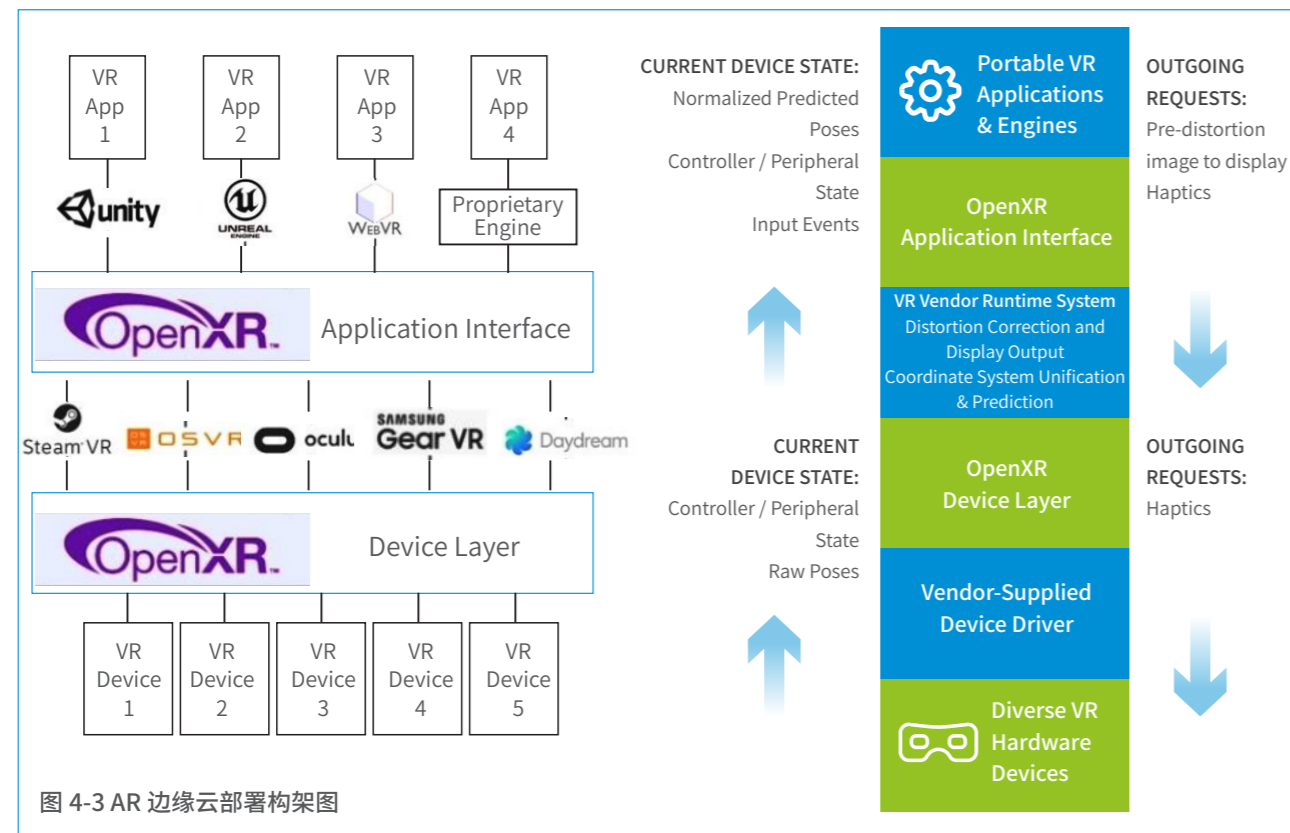 VR
App
1
VR
App
2
VR
App
3
VR
App
4
unity
UNREAL
ENGINE
WEBVR
Proprietary
Engine
OpenXR™
Application Interface
Steam VR
OSVR
oculu
SAMSUNG
Gear VR
Daydream
OpenXR™
Device Layer
VR
Device
1
VR
Device
2
VR
Device
3
VR
Device
4
VR
Device
5
CURRENT DEVICE STATE:
Normalized Predicted
Poses
Controller / Peripheral
State
Input Events
CURRENT
DEVICE STATE:
Controller / Peripheral
State
Raw Poses
Portable VR
Applications
& Engines
OpenXR
Application Interface
VR Vendor Runtime System
Distortion Correction and
Display Output
Coordinate System Unification
& Prediction
OpenXR
Device Layer
Vendor-Supplied
Device Driver
Diverse VR
Hardware
Devices
OUTGOING
REQUESTS:
Pre-distortion
image to display
Haptics
OUTGOING
REQUESTS:
Haptics
图 4-3 AR 边缘云部署构架图